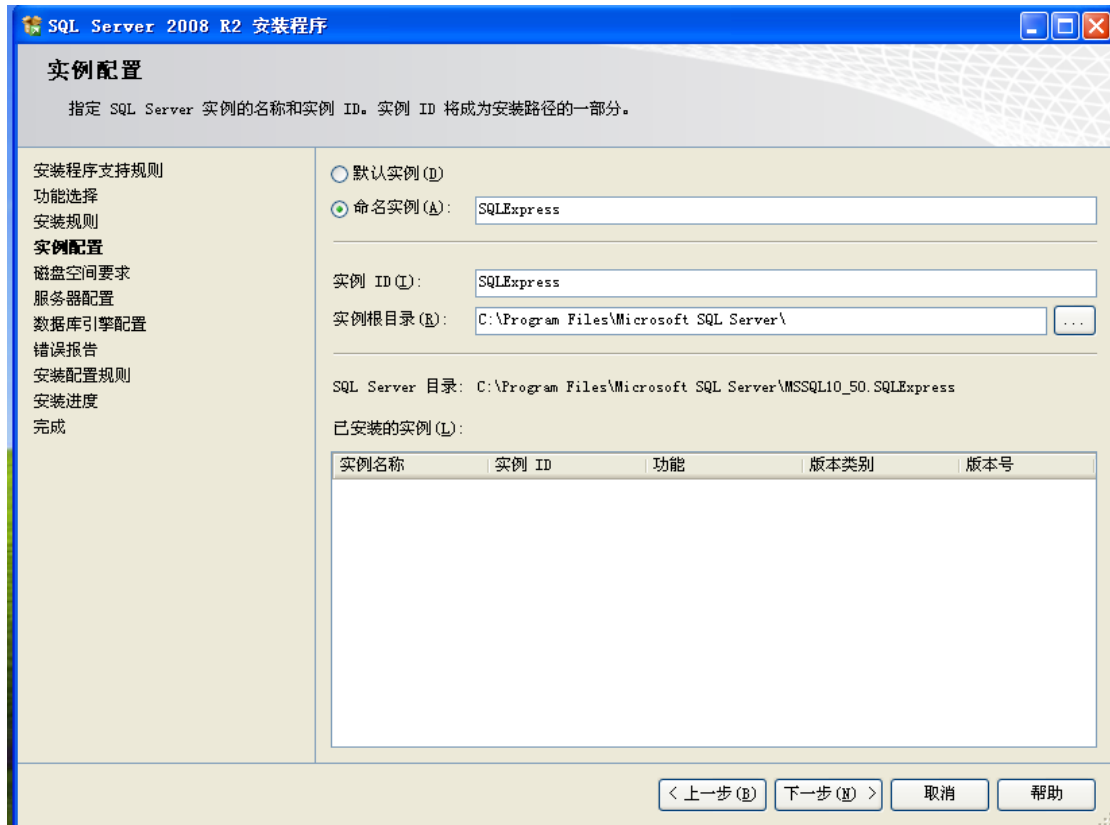 SQL Server 2008 R2 安装程序
实例配置
指定 SQL Server 实例的名称和实例 ID。实例 ID 将成为安装路径的一部分。
安装程序支持规则
功能选择
安装规则
实例配置
磁盘空间要求
服务器配置
数据库引擎配置
错误报告
安装配置规则
安装进度
完成
默认实例(D)
命名实例(A): SQLExpress
实例 ID(I): SQLExpress
实例根目录(R): C:\Program Files\Microsoft SQL Server\ ...
SQL Server 目录: C:\Program Files\Microsoft SQL Server\MSSQL10_50.SQLExpress
已安装的实例(L):
实例名称 实例 ID 功能 版本类别 版本号
< 上一步(B) 下一步(N) > 取消 帮助